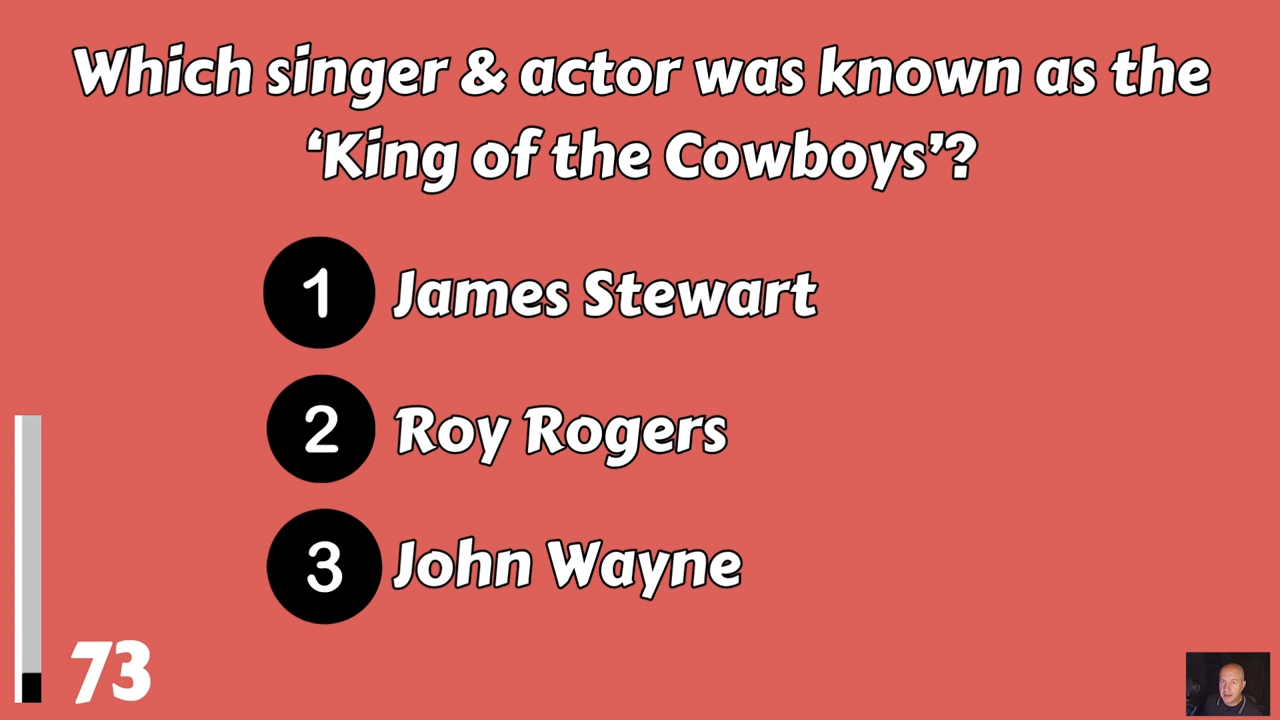 Which singer & actor was known as the
‘King of the Cowboys’?
1 James Stewart
2 Roy Rogers
3 John Wayne
73